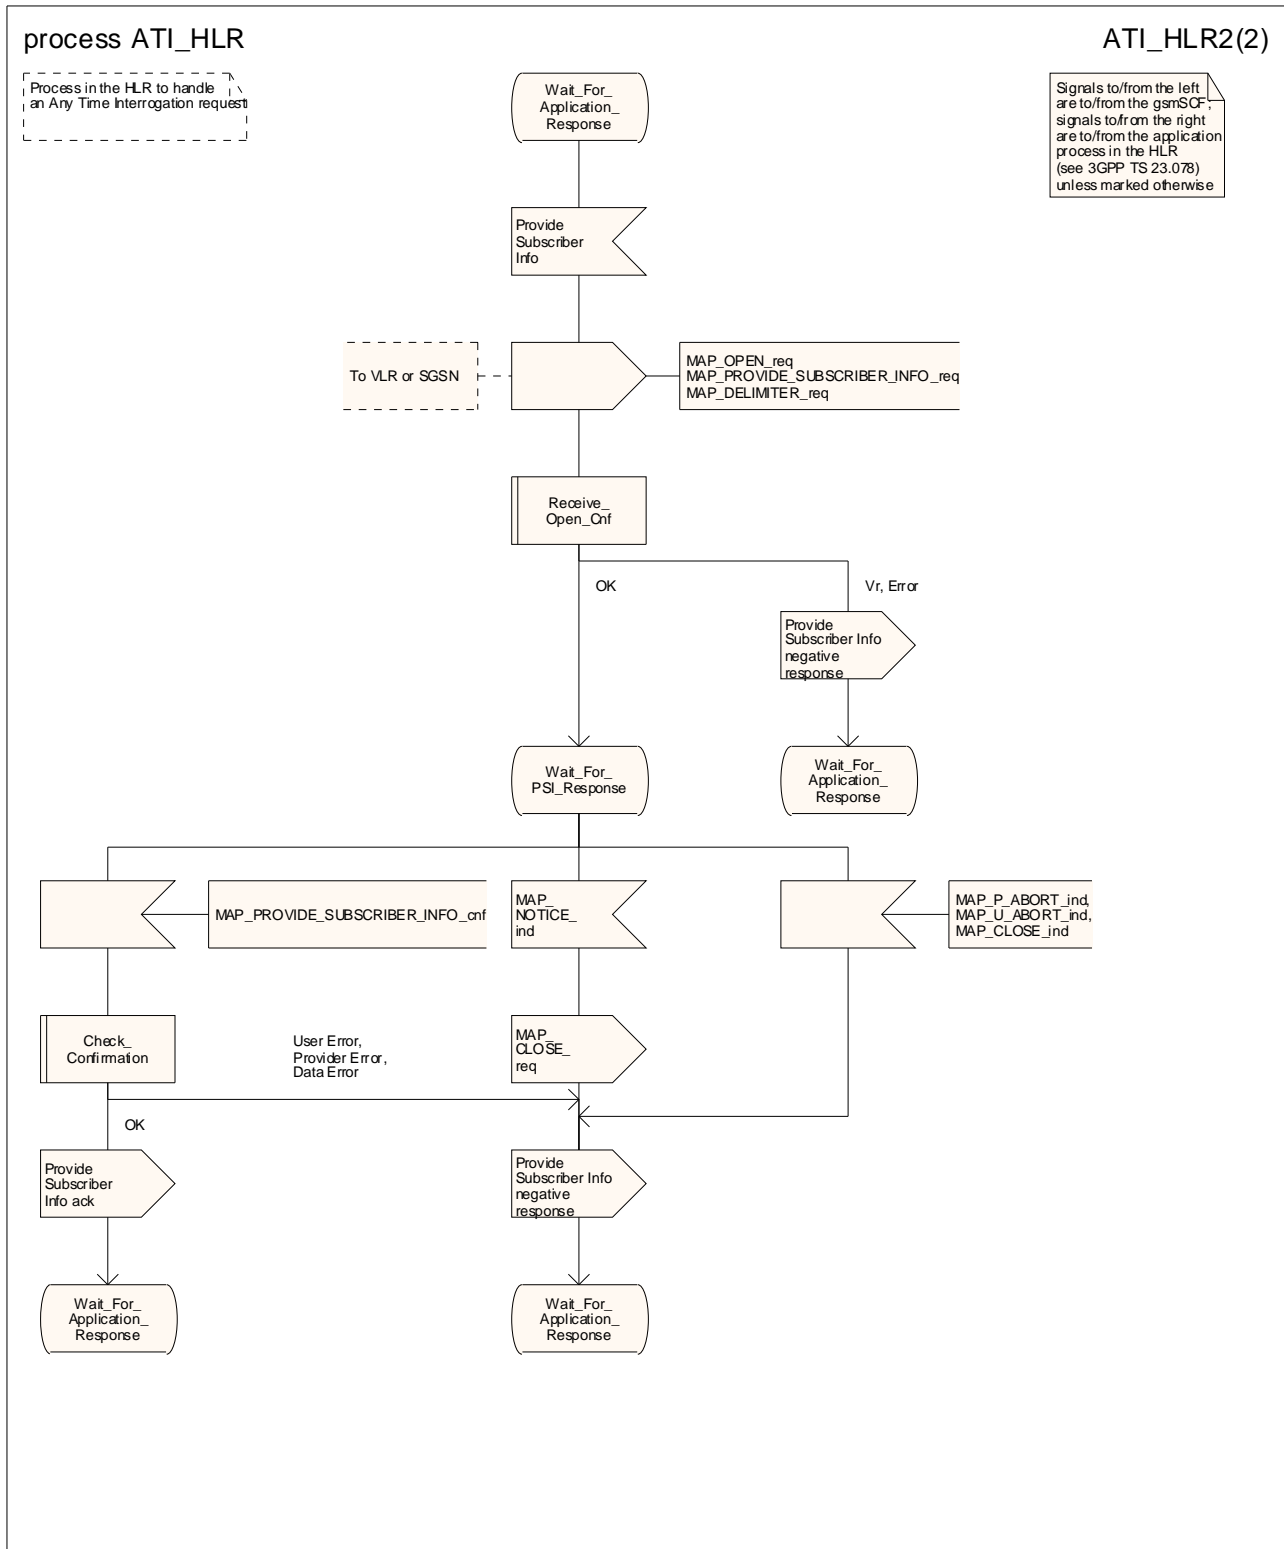 process ATI_HLR
ATI_HLR2(2)
Process in the HLR to handle
an Any Time Interrogation request
Wait_For_
Application_
Response
Signals to/from the left
are to/from the gsmSCF;
signals to/from the right
are to/from the application
process in the HLR
(see 3GPP TS 23.078)
unless marked otherwise
Provide
Subscriber
Info
To VLR or SGSN
MAP_OPEN_req
MAP_PROVIDE_SUBSCRIBER_INFO_req
MAP_DELIMITER_req
Receive_
Open_Cnf
OK
Vr, Error
Provide
Subscriber Info
negative
response
Wait_For_
PSI_Response
Wait_For_
Application_
Response
MAP_PROVIDE_SUBSCRIBER_INFO_cnf
MAP_
NOTICE_
ind
MAP_P_ABORT_ind,
MAP_U_ABORT_ind,
MAP_CLOSE_ind
Check_
Confirmation
User Error,
Provider Error,
Data Error
MAP_
CLOSE_
req
OK
Provide
Subscriber
Info ack
Provide
Subscriber Info
negative
response
Wait_For_
Application_
Response
Wait_For_
Application_
Response